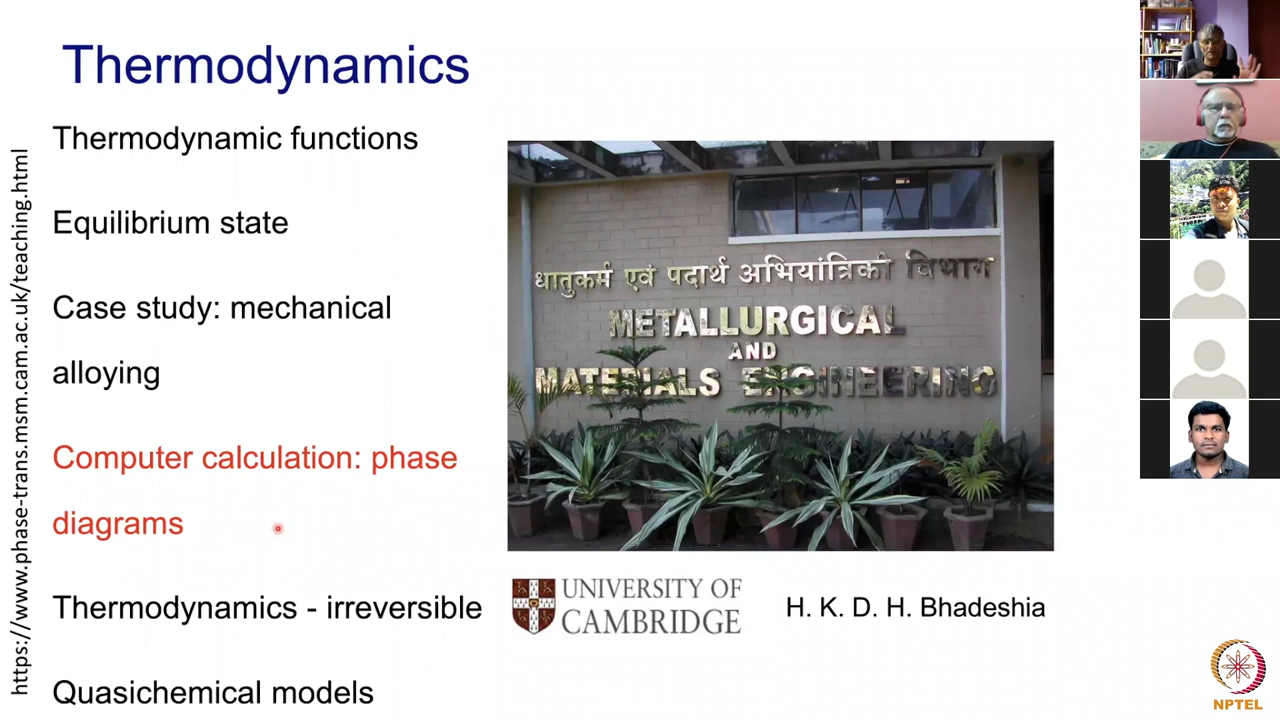 Thermodynamics
https://www.phase-trans.msm.cam.ac.uk/teaching.html
Thermodynamic functions
Equilibrium state
Case study: mechanical
alloying
Computer calculation: phase
diagrams
Thermodynamics - irreversible
Quasichemical models
धातुकर्म एवं पदार्थ अभियांत्रिकी विभाग
METALLURGICAL
AND
MATERIALS ENGINEERING
UNIVERSITY OF
CAMBRIDGE
H. K. D. H. Bhadeshia
NPTEL